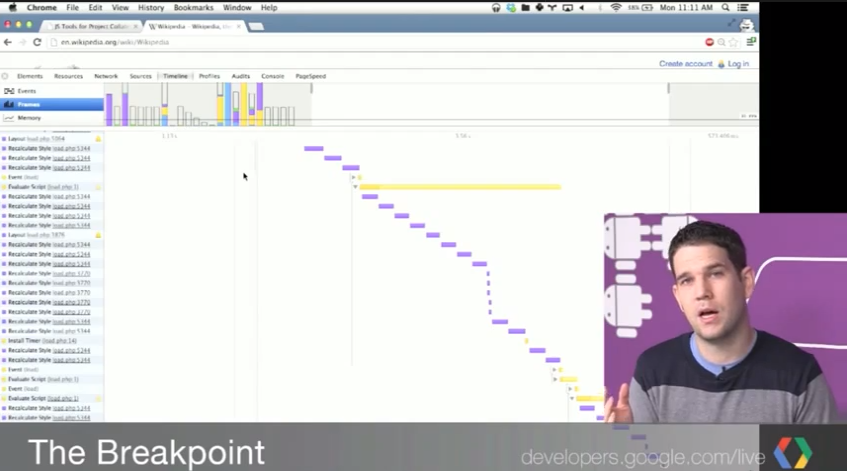 Chrome File Edit View History Bookmarks Window Help Mon 11:11 AM
JS Tools for Project Collab
Wikipedia - Wikipedia, the
en.wikipedia.org/wiki/Wikipedia
Create account Log in
Elements Resources Network Sources Timeline Profiles Audits Console PageSpeed
Events
Frames
Memory
Recalculate Style load.php:5344
Recalculate Style load.php:5344
Recalculate Style load.php:5344
Event (load)
Evaluate Script (load.php:1)
Recalculate Style load.php:5344
Recalculate Style load.php:5344
Recalculate Style load.php:5344
Recalculate Style load.php:5344
Layout
Recalculate Style load.php:5344
Recalculate Style load.php:5344
Recalculate Style load.php:5344
Recalculate Style load.php:3770
Recalculate Style load.php:3770
Recalculate Style load.php:3770
Recalculate Style load.php:3770
Recalculate Style load.php:3770
Recalculate Style load.php:5344
Recalculate Style load.php:5344
Install Timer (load.php:14)
Recalculate Style load.php:5344
Recalculate Style load.php:5344
Event (load)
Evaluate Script (load.php:1)
Event (load)
Evaluate Script (load.php:1)
Recalculate Style load.php:5344
Recalculate Style load.php:5344
The Breakpoint
developers.google.com/live